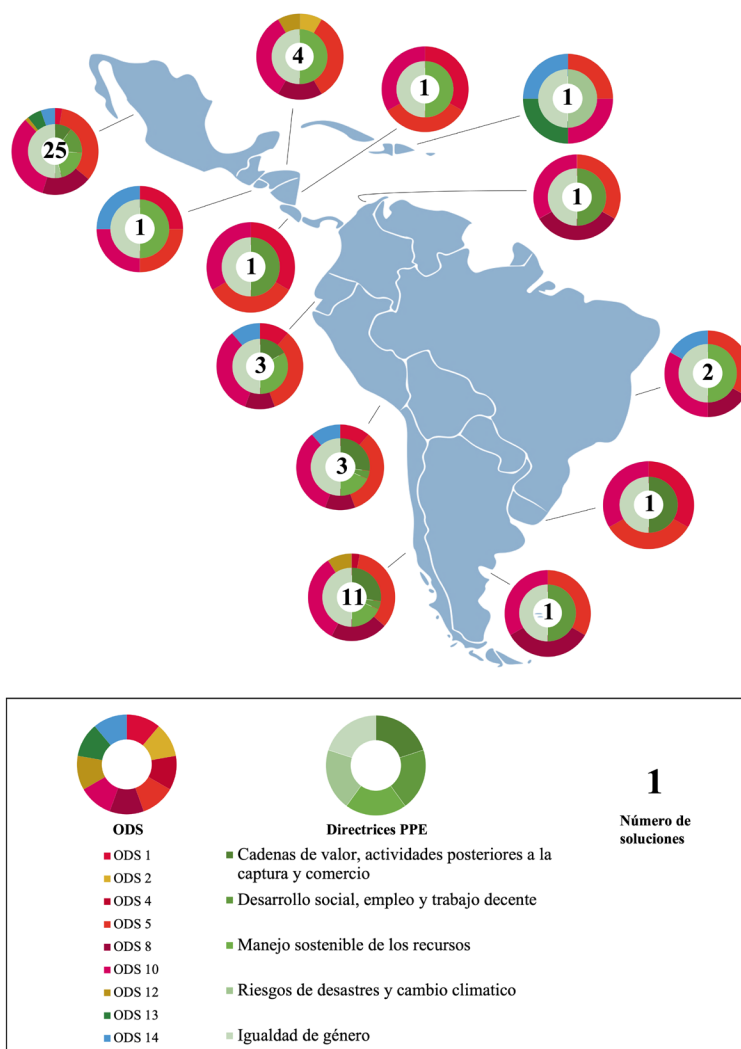 4
1
1
25
1
1
1
3
2
3
1
11
1
1
Número de
soluciones
ODS
Directrices PPE
ODS 1
ODS 2
ODS 4
ODS 5
ODS 8
ODS 10
ODS 12
ODS 13
ODS 14
Cadenas de valor, actividades posteriores a la
captura y comercio
Desarrollo social, empleo y trabajo decente
Manejo sostenible de los recursos
Riesgos de desastres y cambio climatico
Igualdad de género